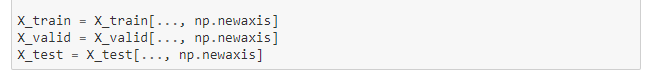 X_train = X_train[..., np.newaxis]
X_valid = X_valid[..., np.newaxis]
X_test = X_test[..., np.newaxis]